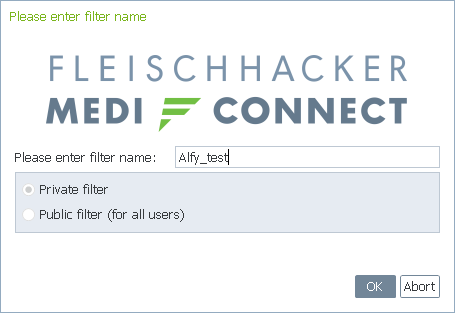 Please enter filter name
FLEISCHHACKER
MEDI CONNECT
Please enter filter name: Alfy_test
Private filter
Public filter (for all users)
OK Abort